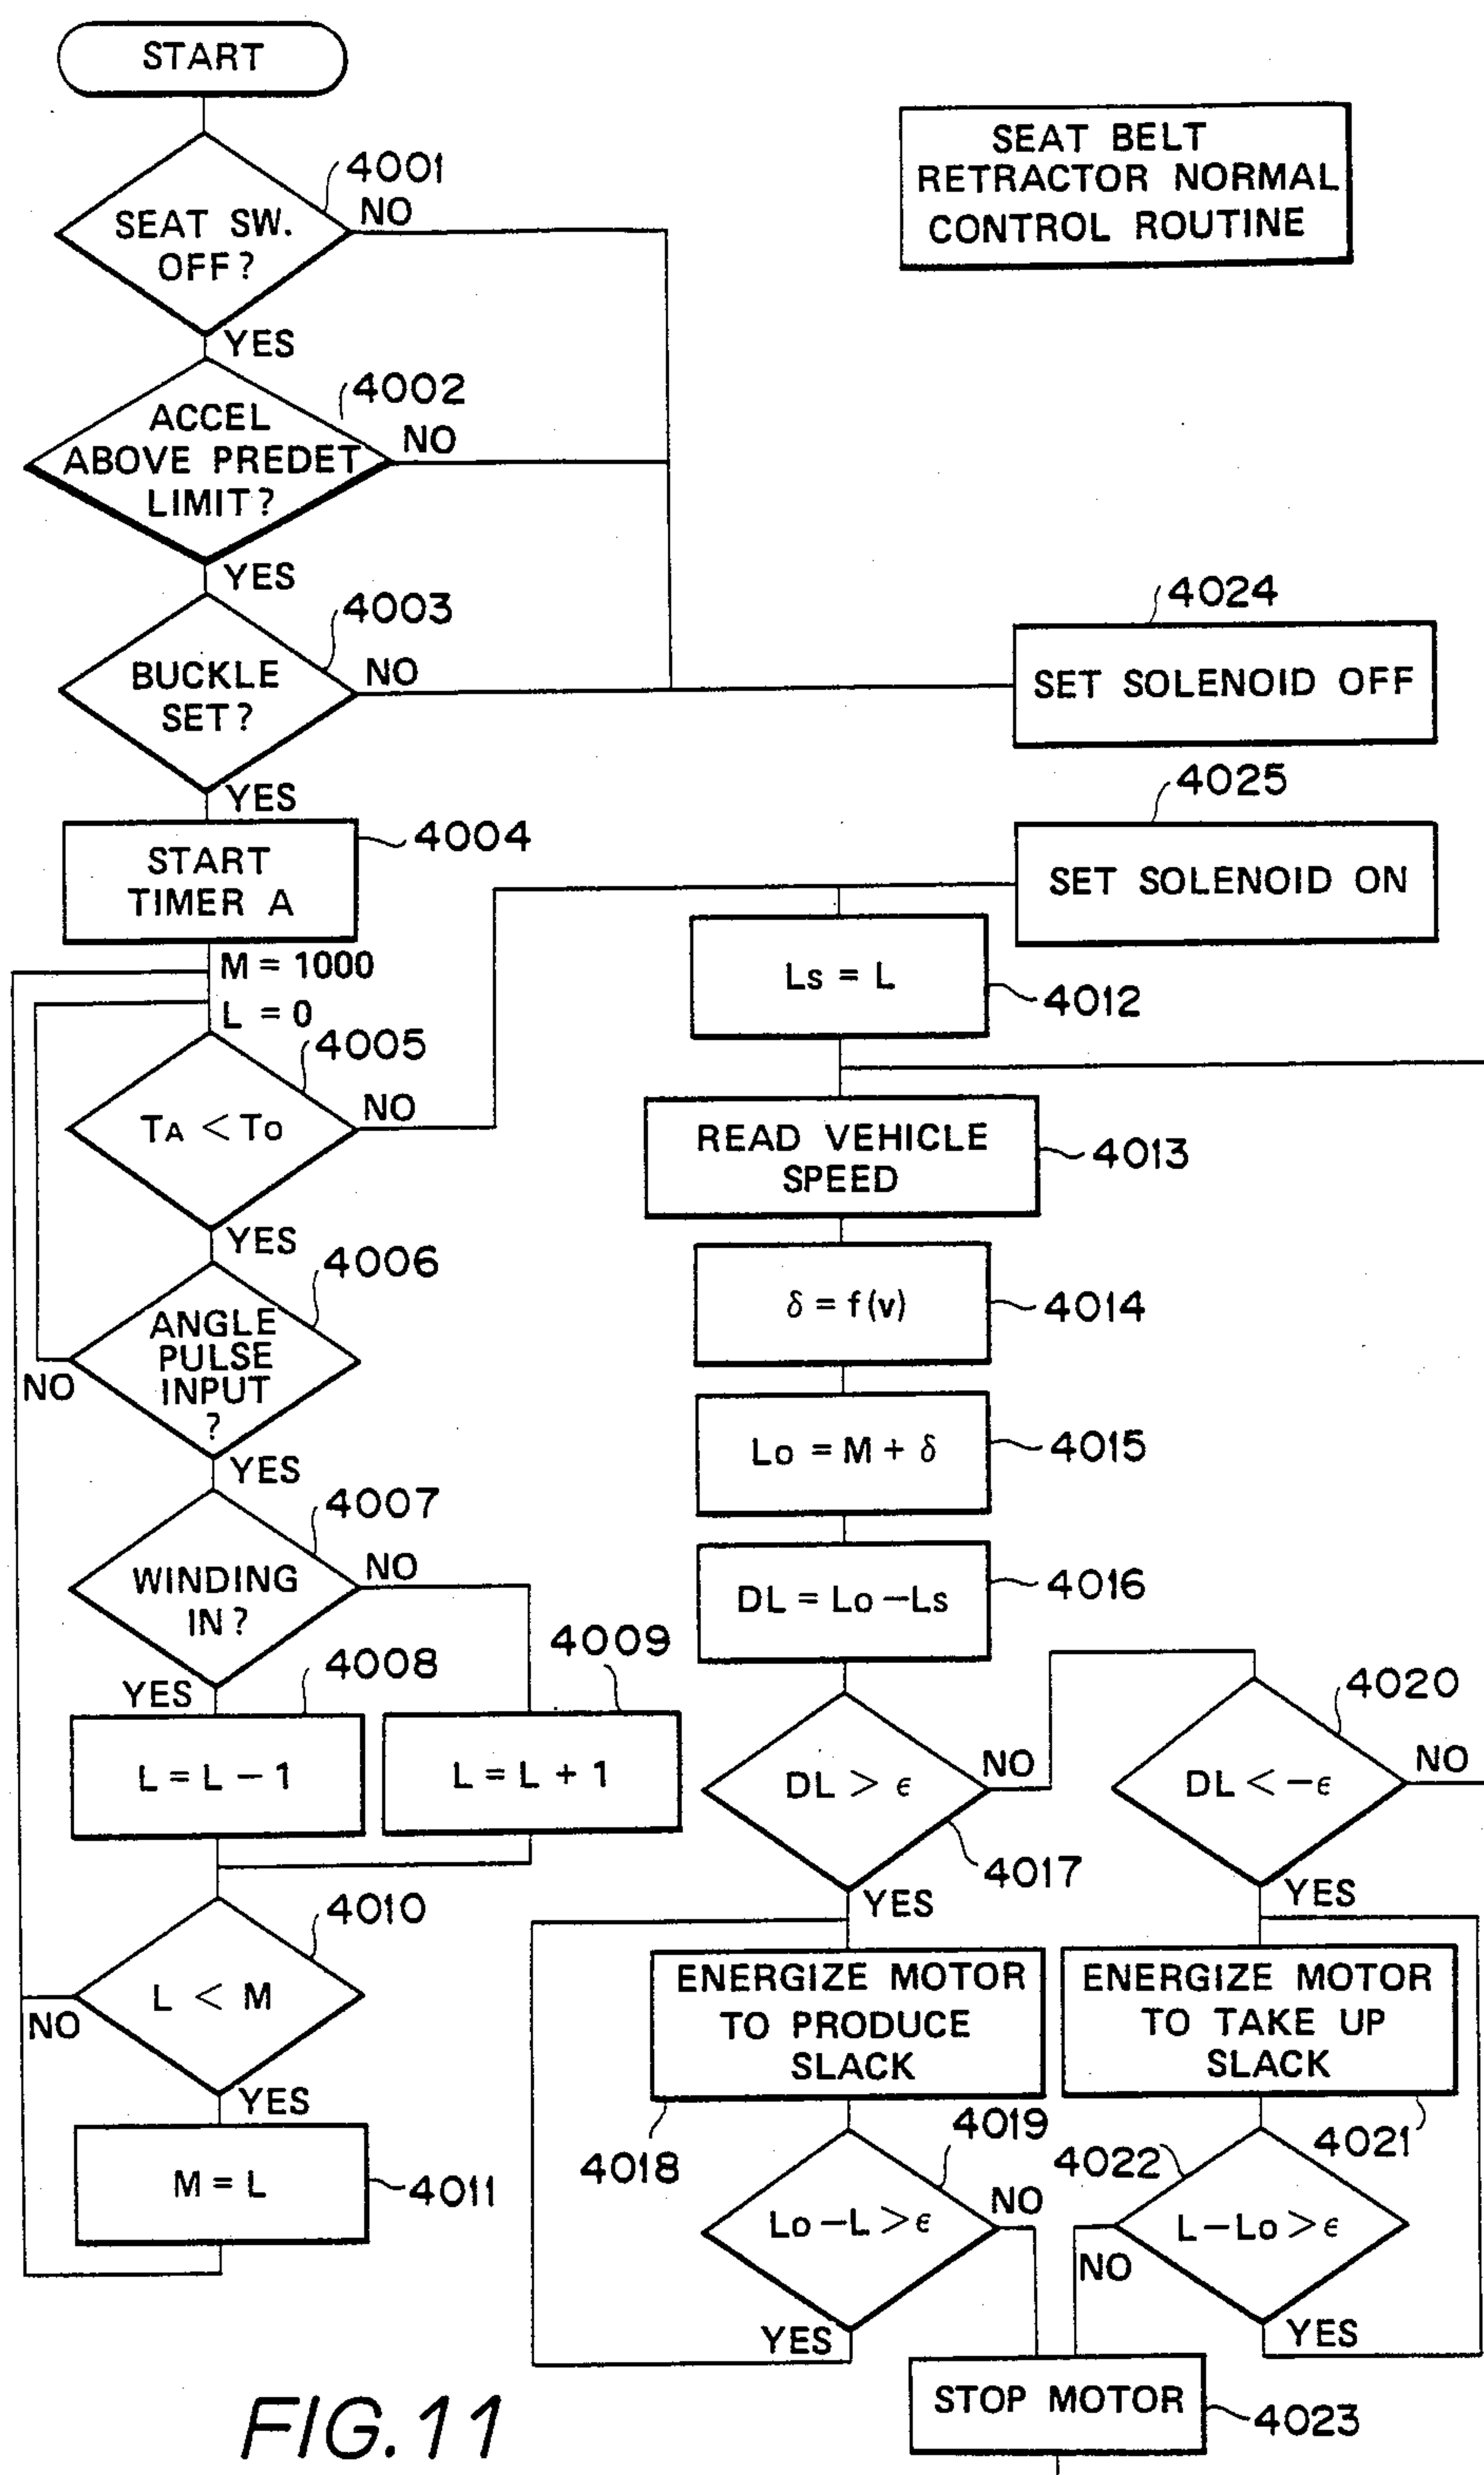 START
SEAT BELT
RETRACTOR NORMAL
CONTROL ROUTINE
4001
SEAT SW.
OFF?
NO
YES
4002
ACCEL
ABOVE PREDET
LIMIT?
NO
YES
4003
BUCKLE
SET?
NO
YES
4024
SET SOLENOID OFF
4025
SET SOLENOID ON
4004
START
TIMER A
M = 1000
L = 0
4005
TA < To
NO
YES
4006
ANGLE
PULSE
INPUT
?
NO
YES
4007
WINDING
IN?
NO
YES
4008
L = L - 1
4009
L = L + 1
4010
L < M
NO
YES
M = L
4011
Ls = L
4012
READ VEHICLE
SPEED
4013
δ = f(v)
4014
Lo = M + δ
4015
DL = Lo - Ls
4016
DL > ε
NO
4017
YES
4020
DL < -ε
NO
YES
ENERGIZE MOTOR
TO PRODUCE
SLACK
4018
ENERGIZE MOTOR
TO TAKE UP
SLACK
4021
4019
Lo - L > ε
NO
YES
4022
L - Lo > ε
NO
YES
STOP MOTOR
4023
FIG. 11